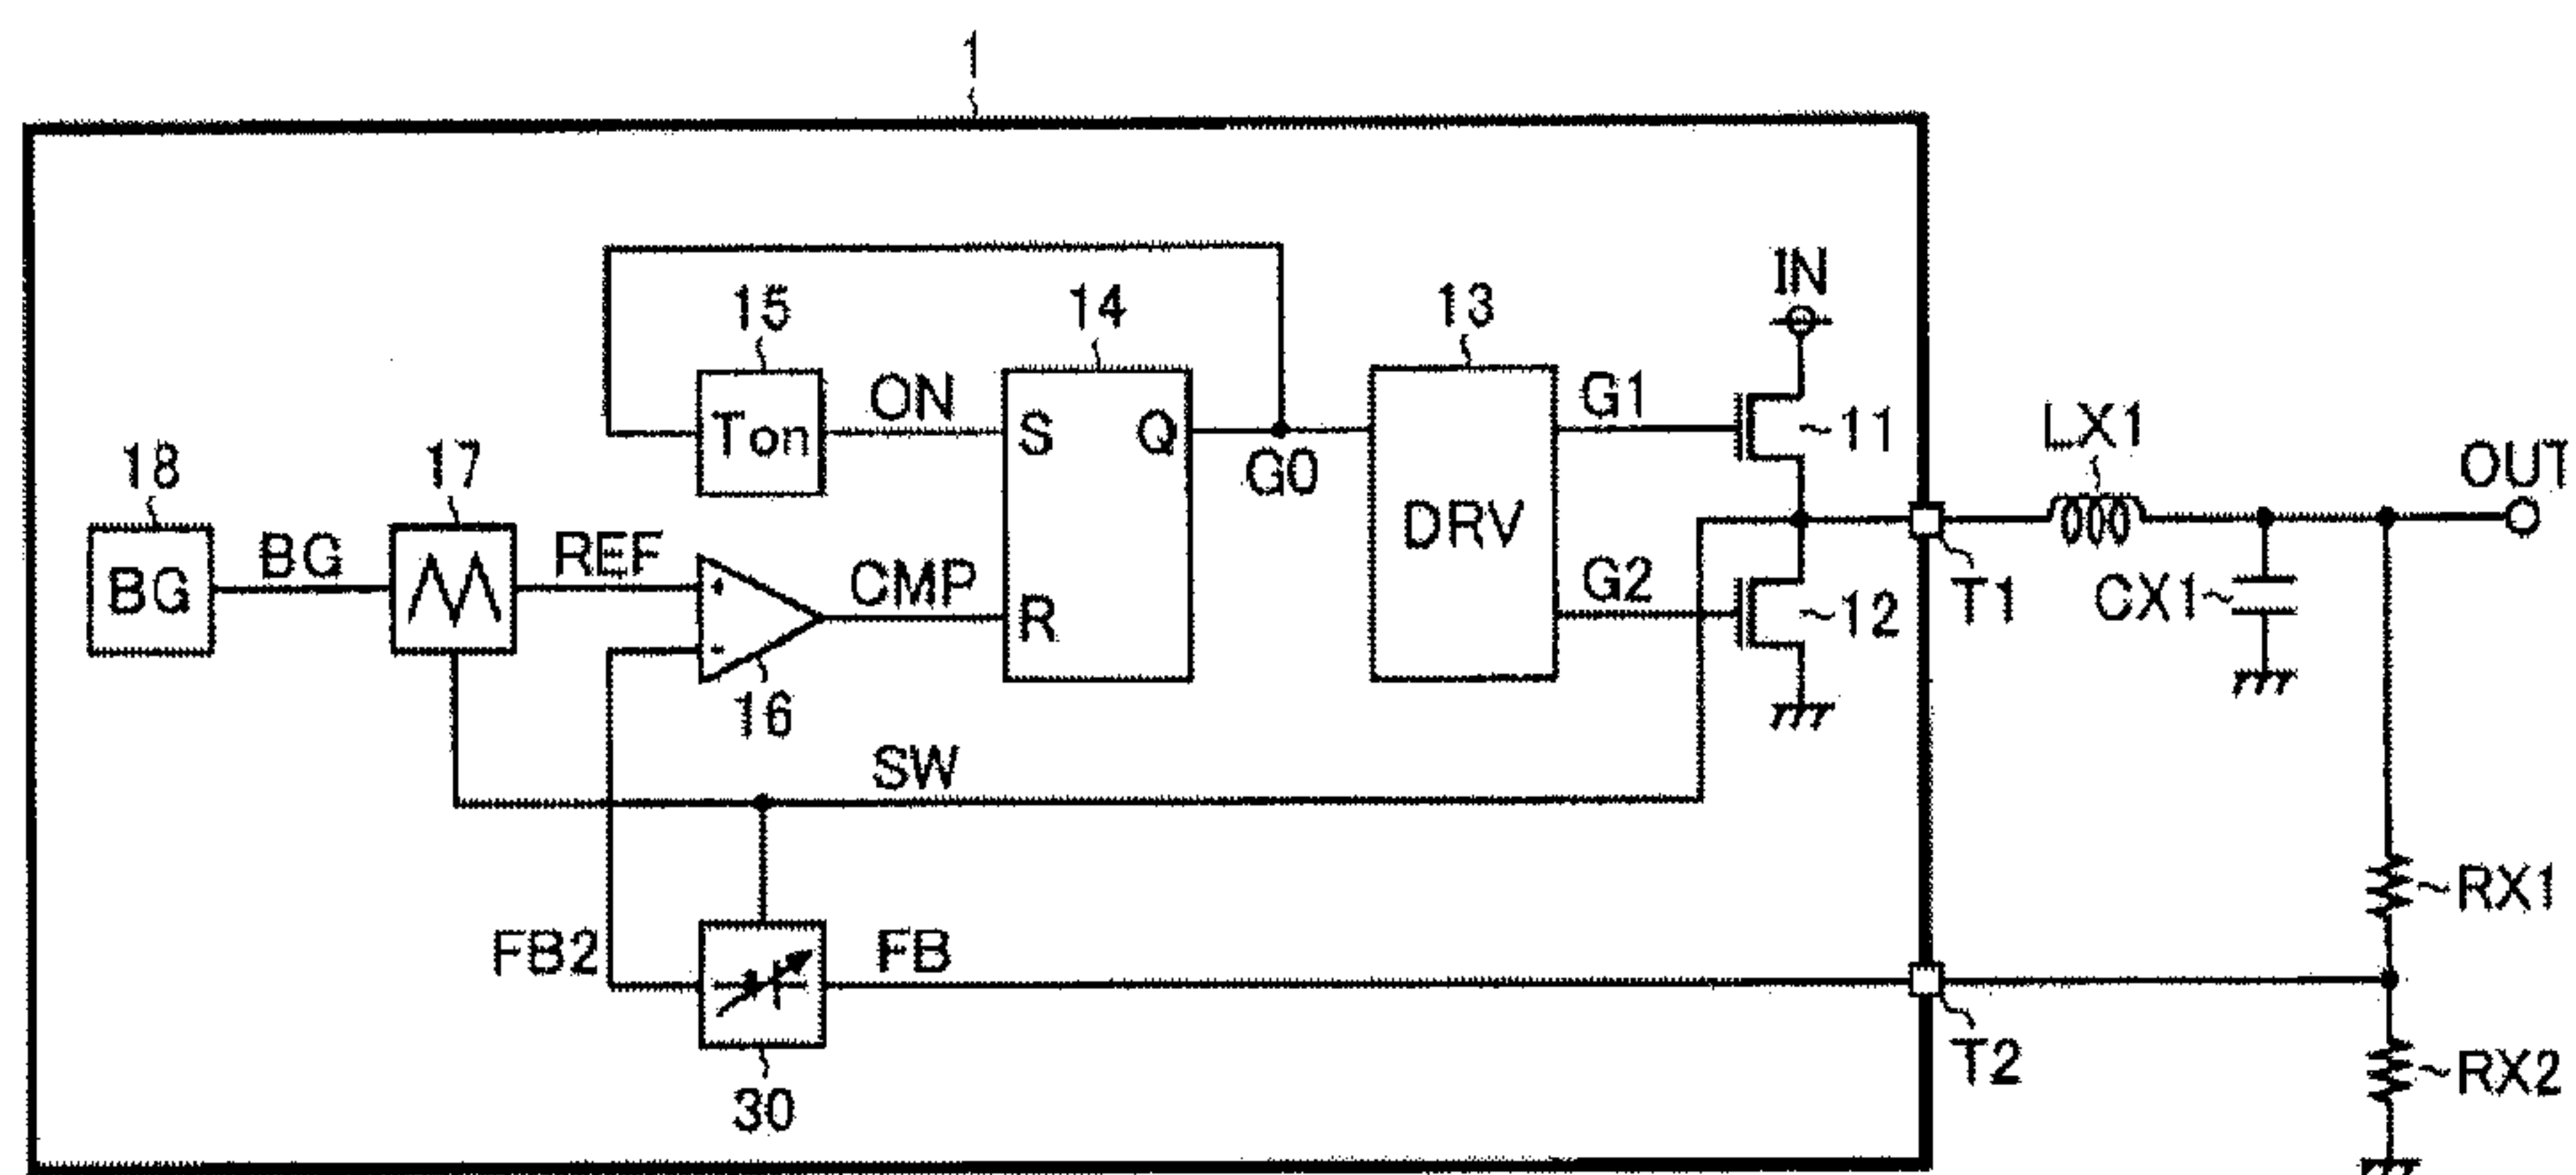 1
IN
15
14
13
G1
11
LX1
OUT
18
17
Ton
ON
S
Q
G0
DRV
BG
BG
REF
CMP
R
G2
12
T1
CX1
+
-
16
SW
FB2
FB
RX1
30
T2
RX2